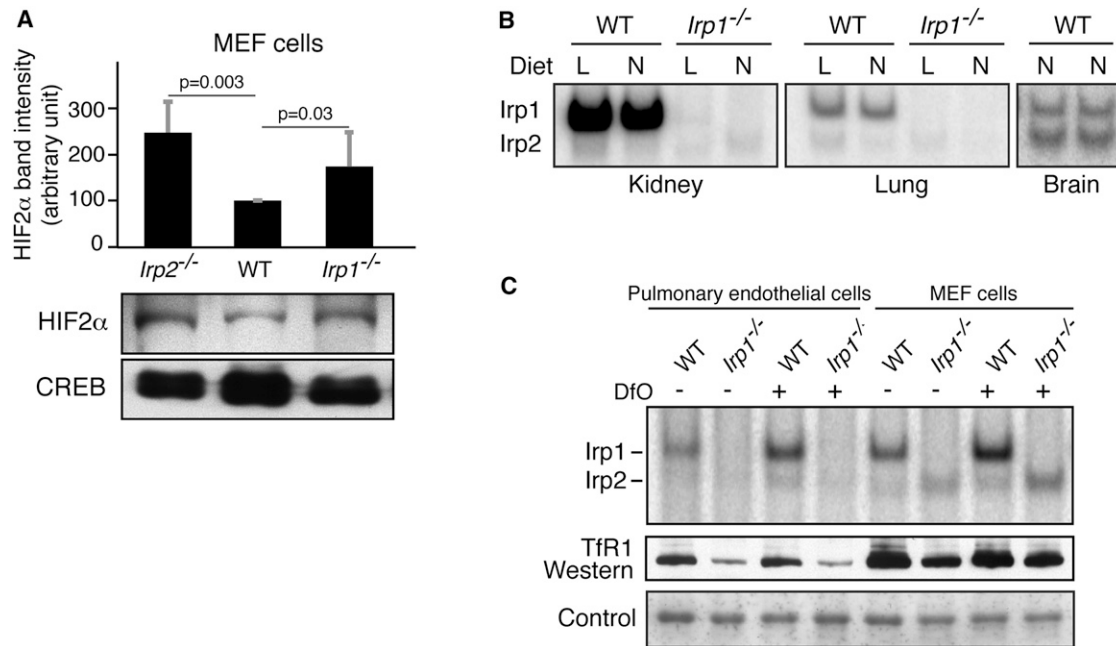 A
MEF cells
p=0.003
p=0.03
HIF2α band intensity
(arbitrary unit)
300
200
100
0
Irp2-/- WT Irp1-/-
HIF2α
CREB
B
WT Irp1-/- WT Irp1-/- WT
Diet L N L N L N L N N N
Irp1
Irp2
Kidney Lung Brain
C
Pulmonary endothelial cells MEF cells
WT Irp1-/- WT Irp1-/- WT Irp1-/- WT Irp1-/-
DfO - - + + - - + +
Irp1 –
Irp2 –
TfR1
Western
Control